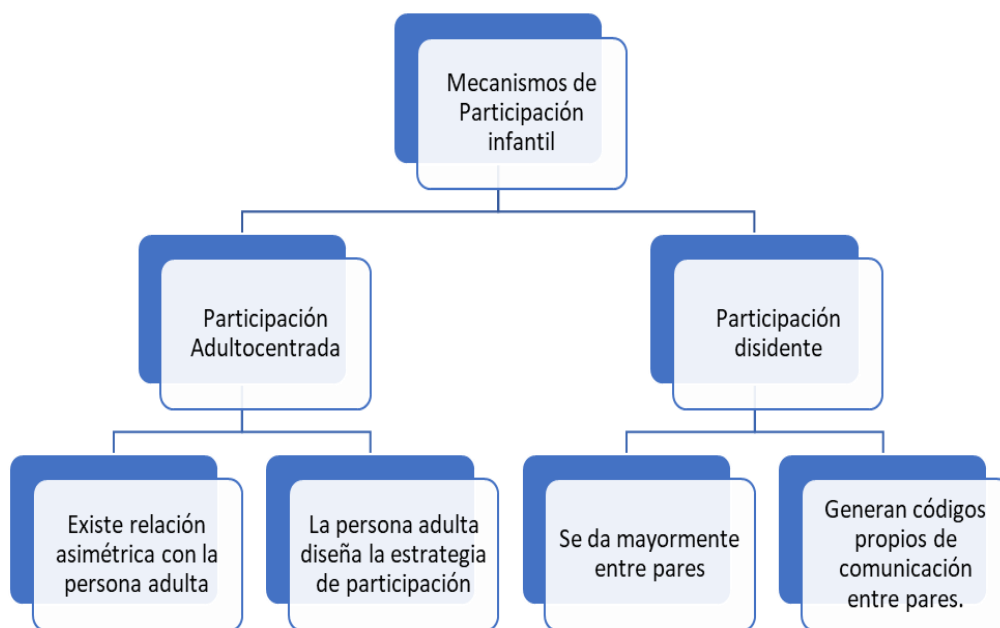 Mecanismos de
Participación
infantil
Participación
Adultocentrada
Participación
disidente
Existe relación
asimétrica con la
persona adulta
La persona adulta
diseña la estrategia
de participación
Se da mayormente
entre pares
Generan códigos
propios de
comunicación
entre pares.